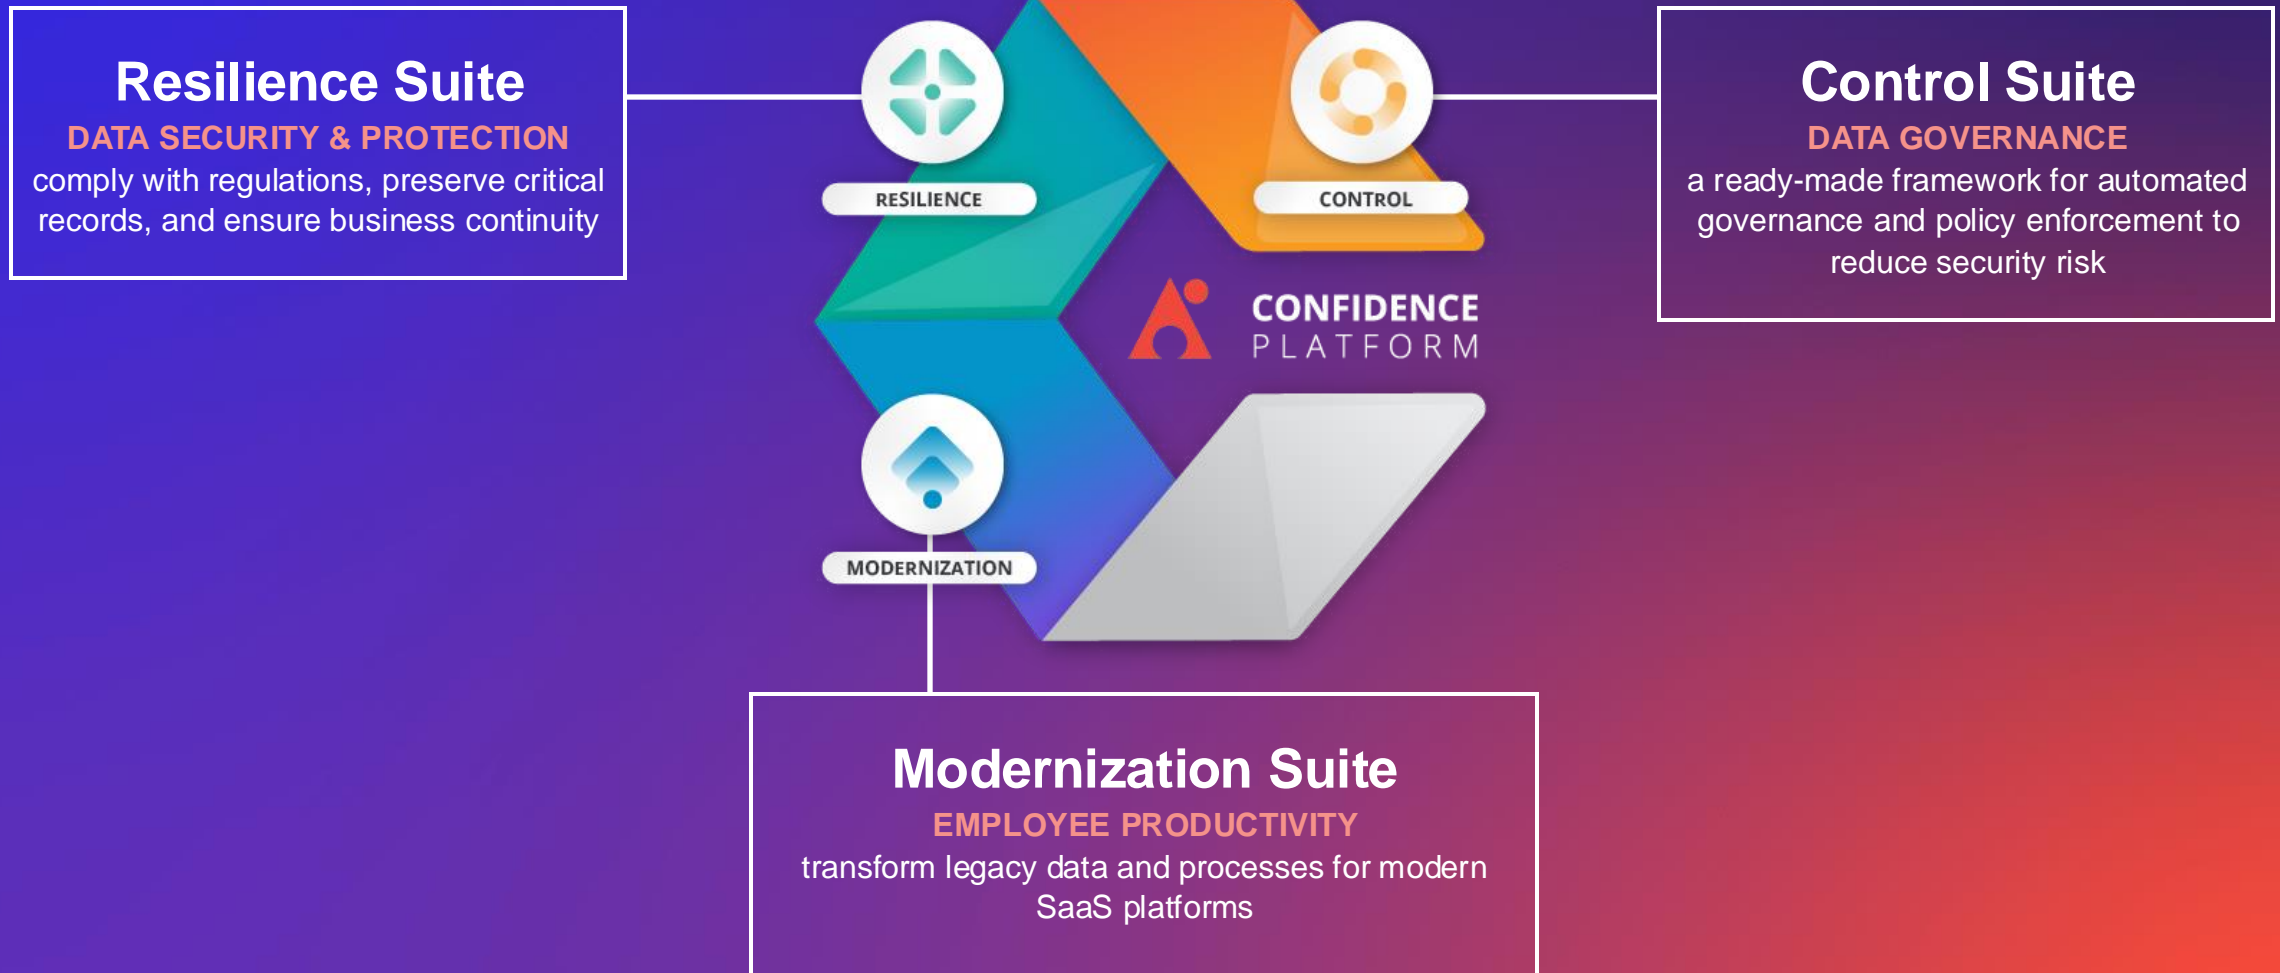 Resilience Suite
DATA SECURITY & PROTECTION
comply with regulations, preserve critical
records, and ensure business continuity
RESILIENCE
CONTROL
Control Suite
DATA GOVERNANCE
a ready-made framework for automated
governance and policy enforcement to
reduce security risk
CONFIDENCE
PLATFORM
MODERNIZATION
Modernization Suite
EMPLOYEE PRODUCTIVITY
transform legacy data and processes for modern
SaaS platforms